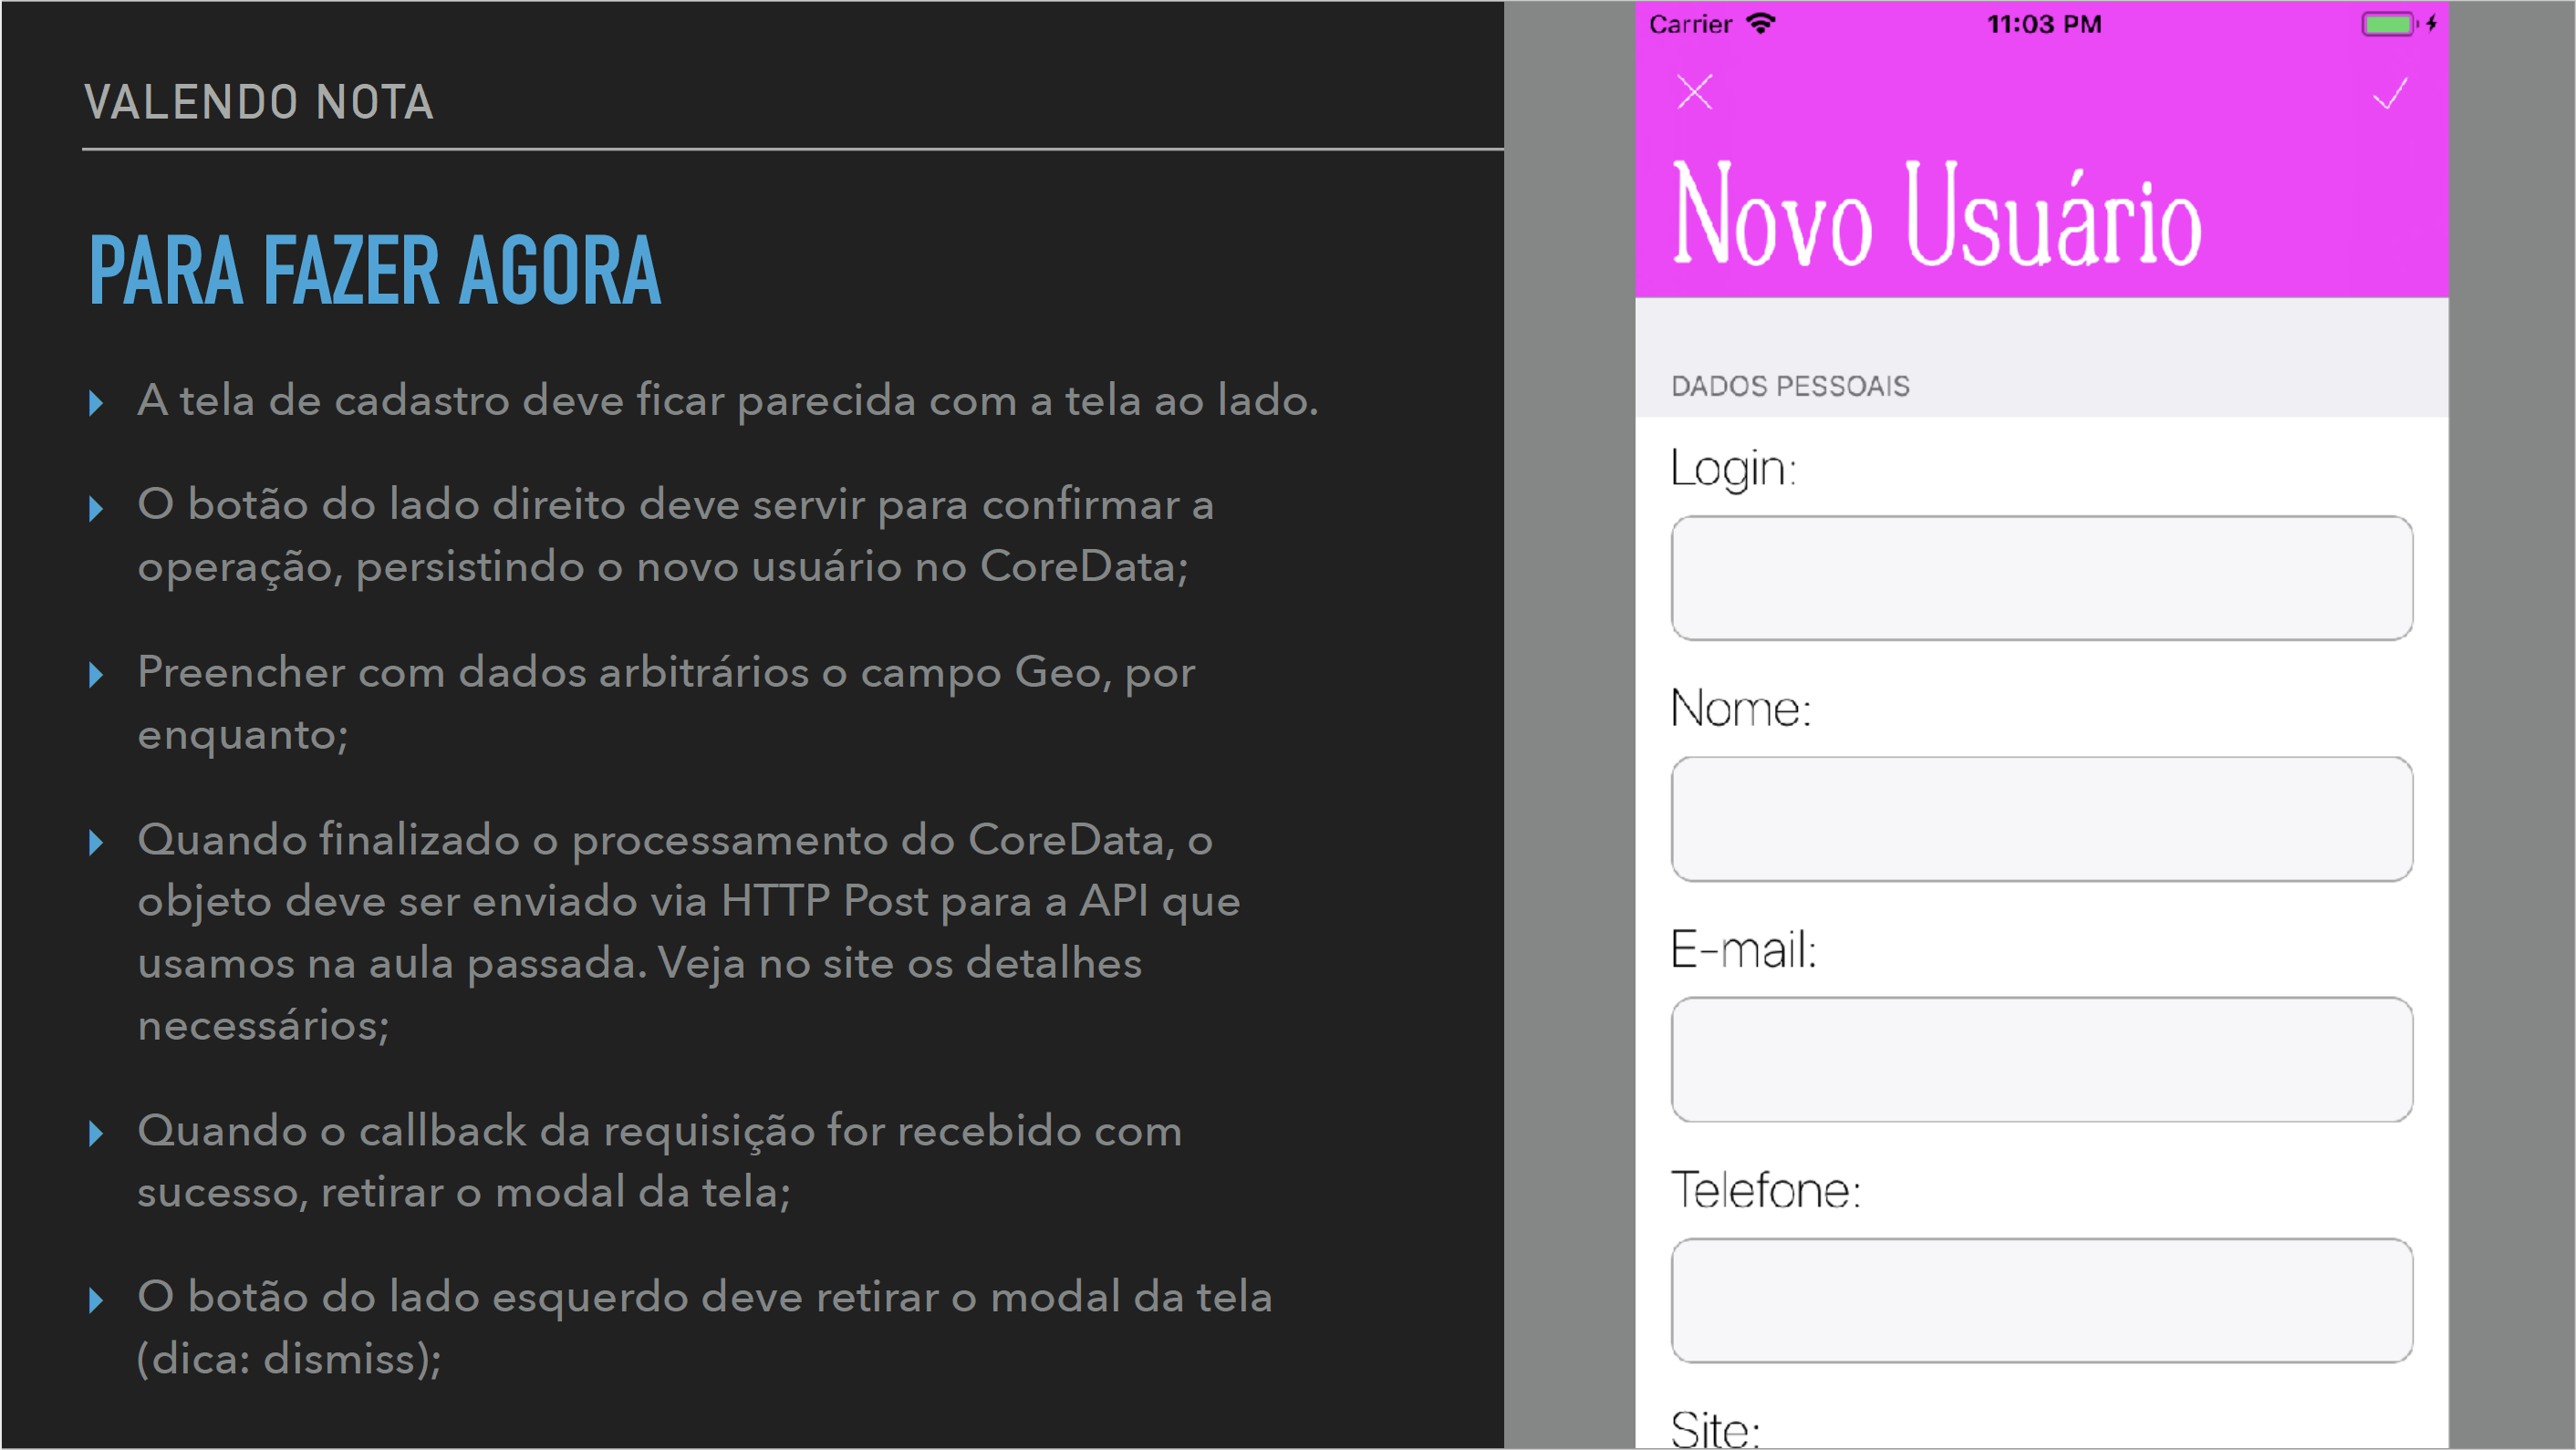 VALENDO NOTA
PARA FAZER AGORA
A tela de cadastro deve ficar parecida com a tela ao lado.
O botão do lado direito deve servir para confirmar a
operação, persistindo o novo usuário no CoreData;
Preencher com dados arbitrários o campo Geo, por
enquanto;
Quando finalizado o processamento do CoreData, o
objeto deve ser enviado via HTTP Post para a API que
usamos na aula passada. Veja no site os detalhes
necessários;
Quando o callback da requisição for recebido com
sucesso, retirar o modal da tela;
O botão do lado esquerdo deve retirar o modal da tela
(dica: dismiss);
Carrier 11:03 PM
Novo Usuário
DADOS PESSOAIS
Login:
Nome:
E-mail:
Telefone:
Site: